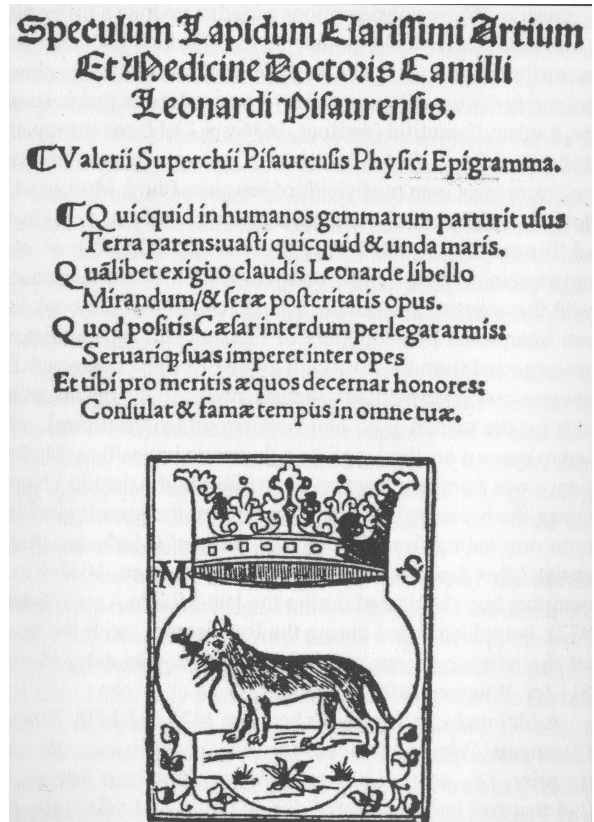 Speculum Lapidum Clariſſimi Artium
Et Medicine Doctoris Camilli
Leonardi Piſaurenſis.
¶ Valerii Superchii Piſaurenſis Phyſici Epigramma.
¶ Q uicquid in humanos gemmarum parturit uſus
Terra parens:uaſti quicquid & unda maris.
Q uãlibet exiguo claudis Leonarde libello
Mirandum/& ſeræ poſteritatis opus.
Q uod poſitis Cæſar interdum perlegat armis:
Seruariq; ſuas imperet inter opes
Et tibi pro meritis æquos decernat honores:
Conſulat & famæ tempus in omne tuæ.
M S